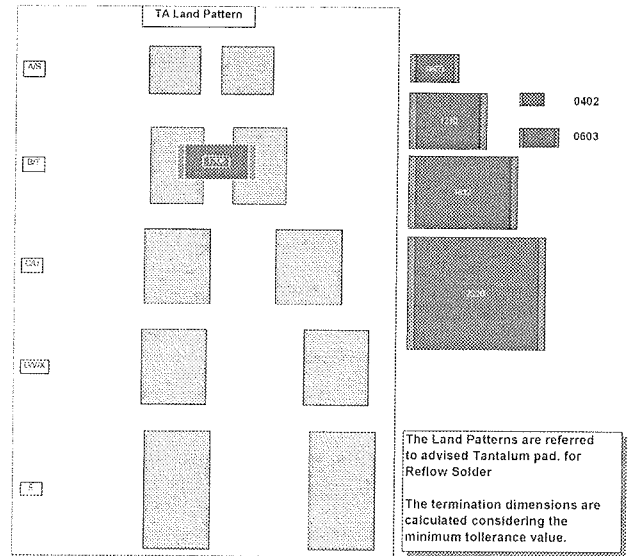 TA Land Pattern
A/S
B/T
D/V/X
E
0402
0603
The Land Patterns are referred
to advised Tantalum pad. for
Reflow Solder
The termination dimensions are
calculated considering the
minimum tollerance value.